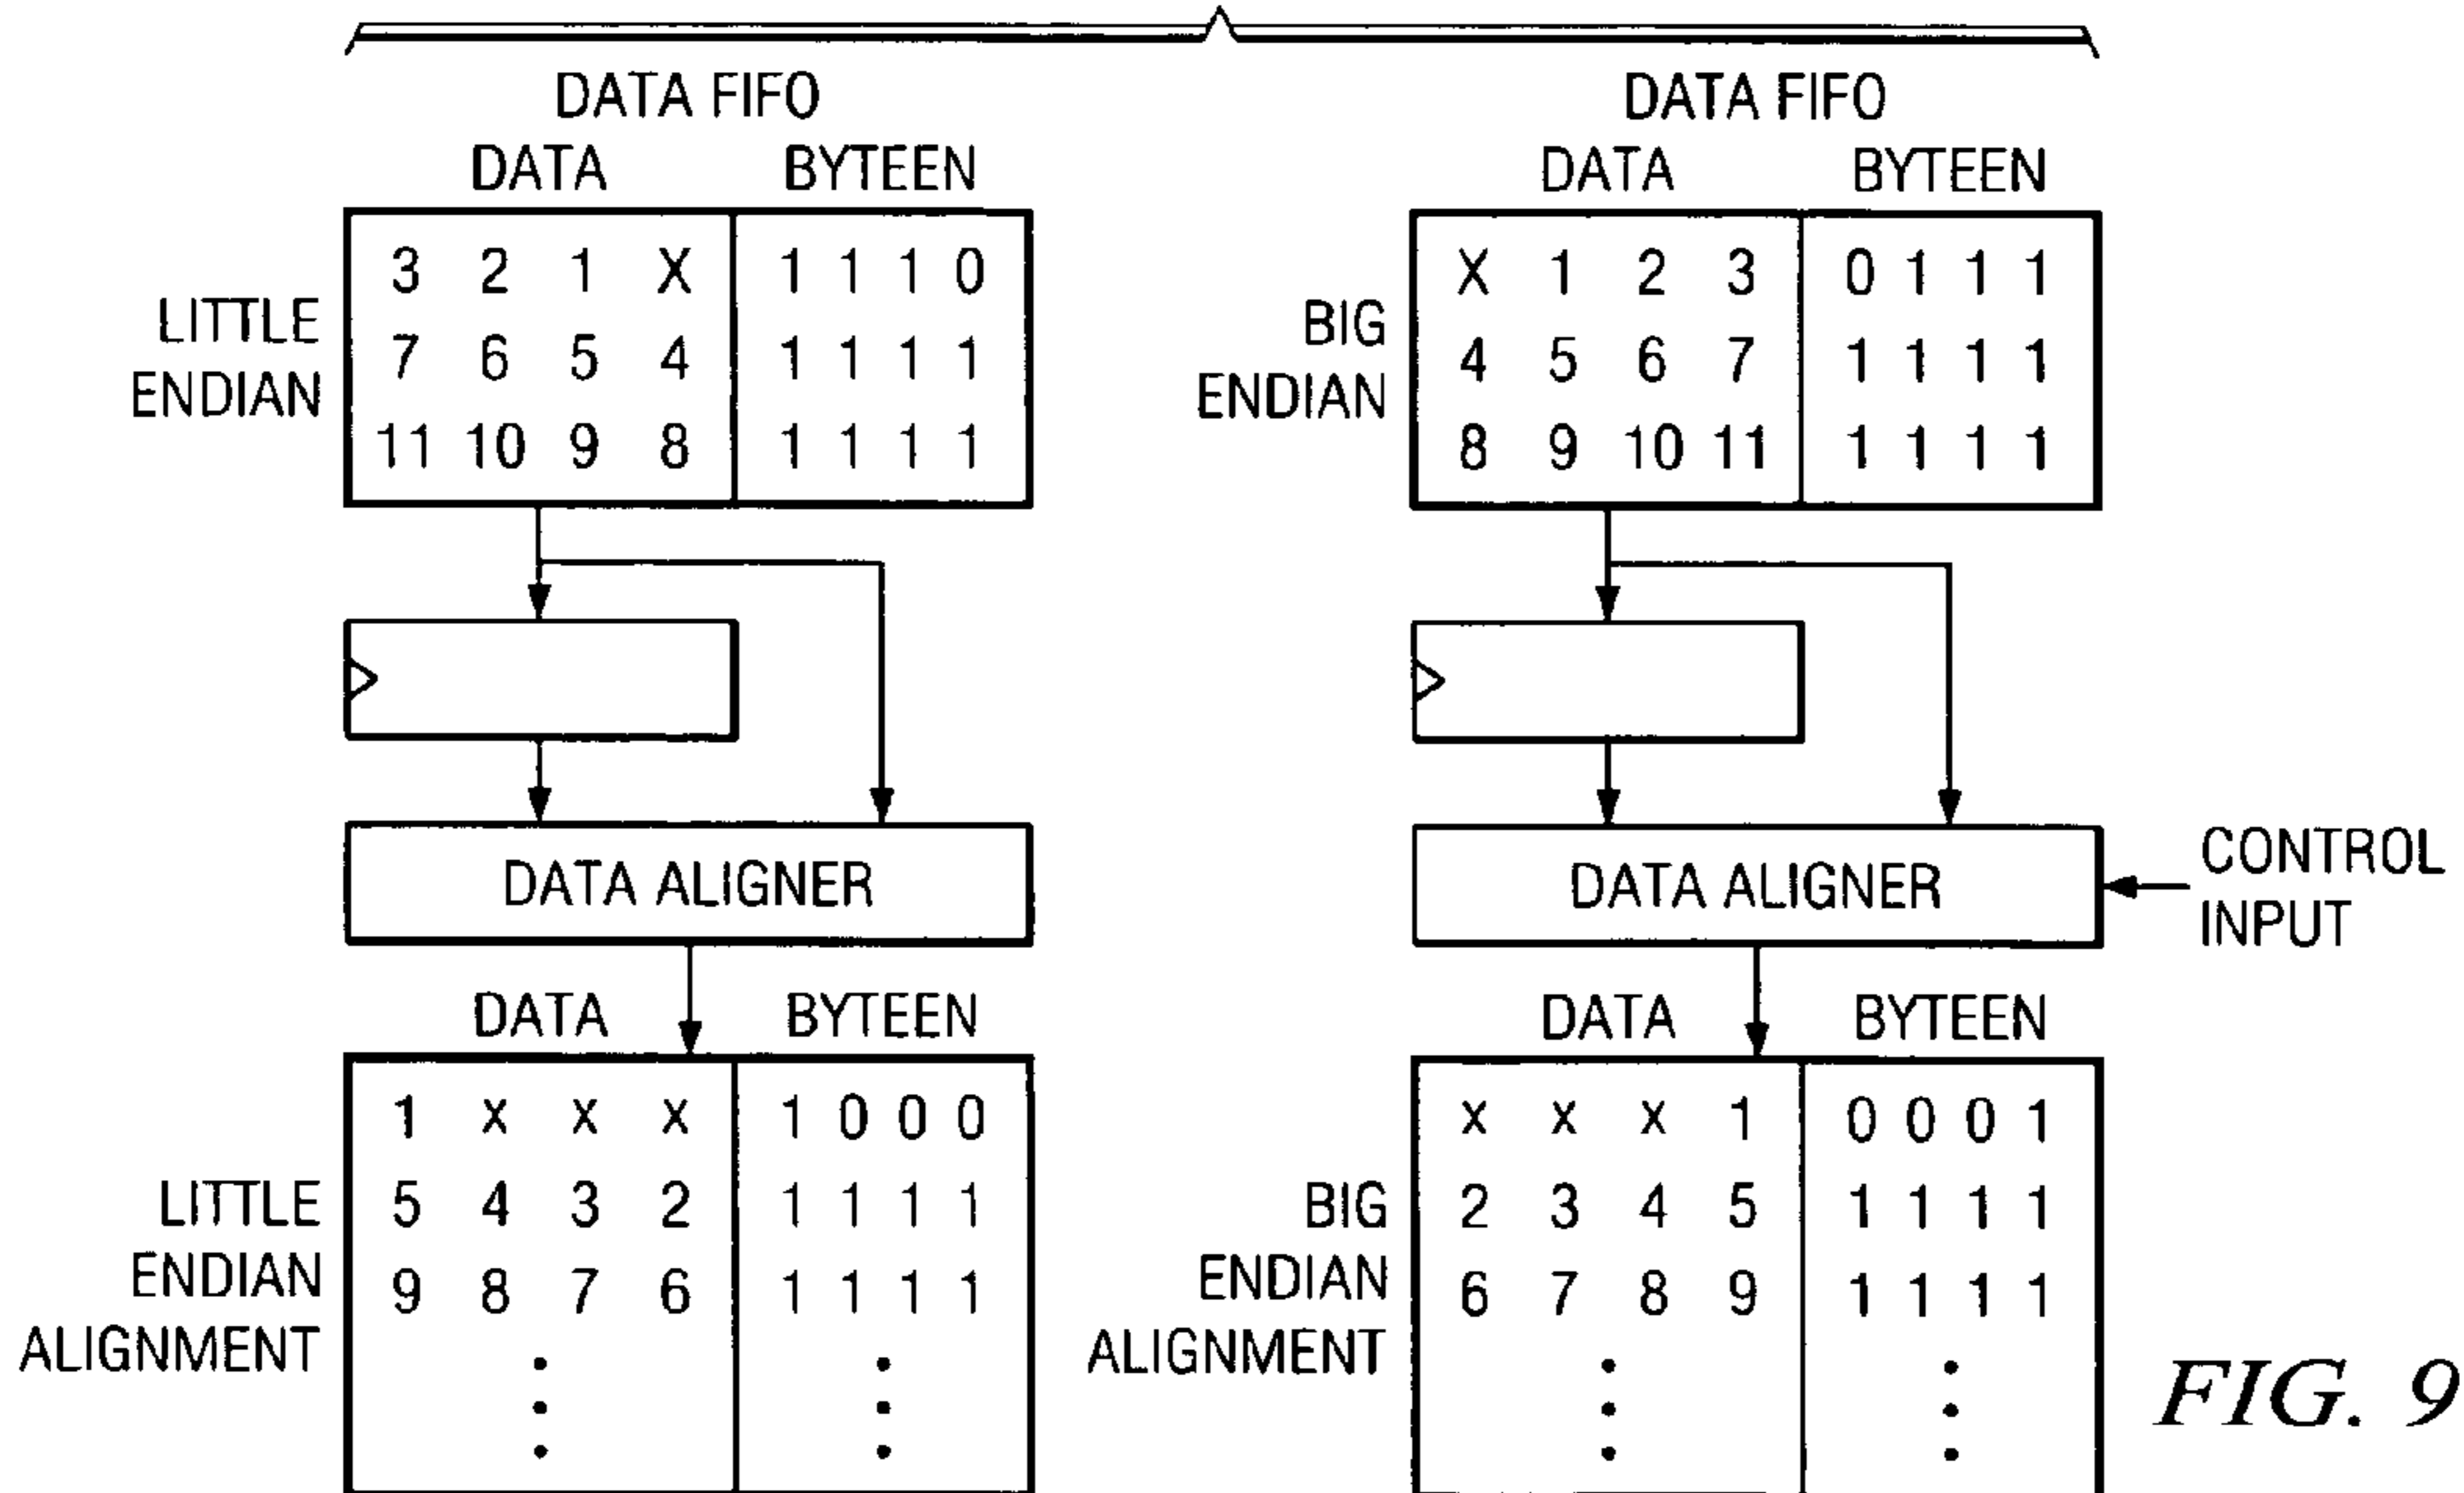 DATA FIFO
DATA BYTEEN
LITTLE
ENDIAN
3 2 1 X 1 1 1 0
7 6 5 4 1 1 1 1
11 10 9 8 1 1 1 1
DATA ALIGNER
DATA BYTEEN
LITTLE
ENDIAN
ALIGNMENT
1 x x x 1 0 0 0
5 4 3 2 1 1 1 1
9 8 7 6 1 1 1 1
DATA FIFO
DATA BYTEEN
BIG
ENDIAN
X 1 2 3 0 1 1 1
4 5 6 7 1 1 1 1
8 9 10 11 1 1 1 1
DATA ALIGNER
CONTROL
INPUT
DATA BYTEEN
BIG
ENDIAN
ALIGNMENT
x x x 1 0 0 0 1
2 3 4 5 1 1 1 1
6 7 8 9 1 1 1 1
FIG. 9